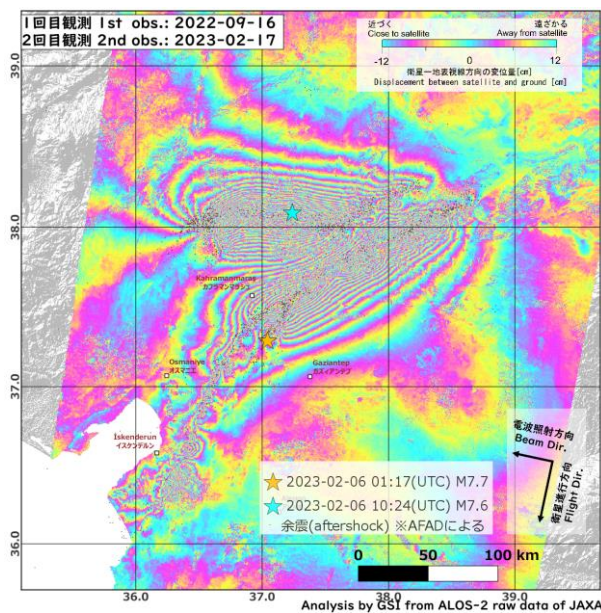 1回目観測 1st obs.: 2022-09-16
2回目観測 2nd obs.: 2023-02-17
近づく 遠ざかる
Close to satellite Away from satellite
-12 0 12
衛星－地表視線方向の変位量[cm]
Displacement between satellite and ground [cm]
39.0
38.0
37.0
36.0
Kahramanmaraş
カフラマンマラシュ
Osmaniye
オスマニエ
Gaziantep
ガズィアンテプ
İskenderun
イスケンデルン
電波照射方向
Beam Dir.
衛星進行方向
Flight Dir.
2023-02-06 01:17(UTC) M7.7
2023-02-06 10:24(UTC) M7.6
余震(aftershock) ※AFADによる
0 50 100 km
36.0 37.0 38.0 39.0
Analysis by GSI from ALOS-2 raw data of JAXA